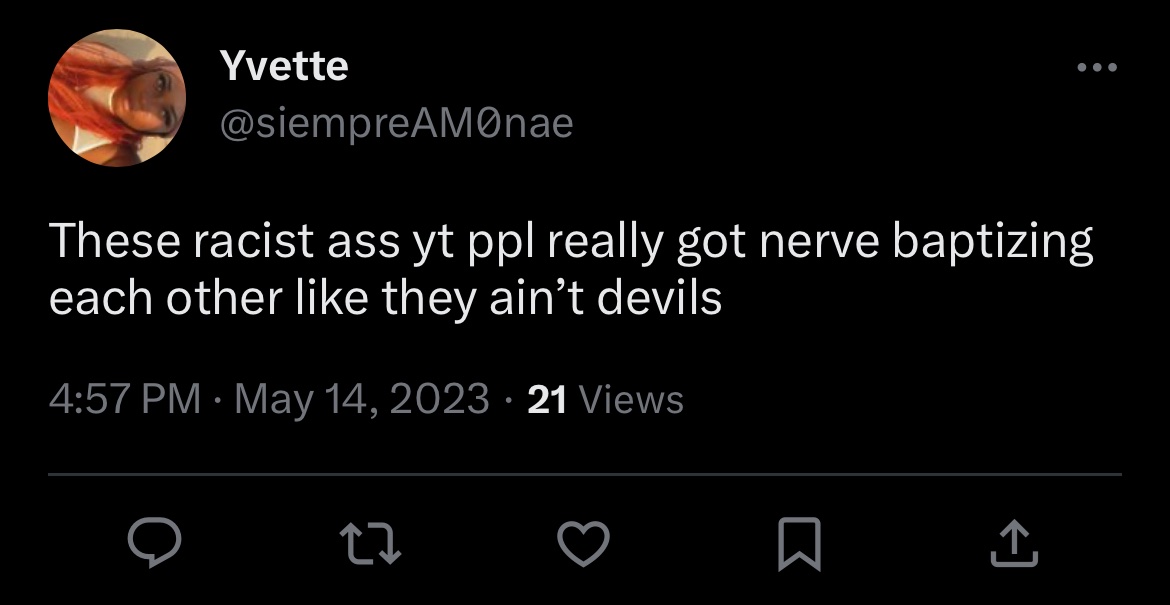 Yvette
@siempreAM0nae
These racist ass yt ppl really got nerve baptizing
each other like they ain’t devils
4:57 PM · May 14, 2023 · 21 Views